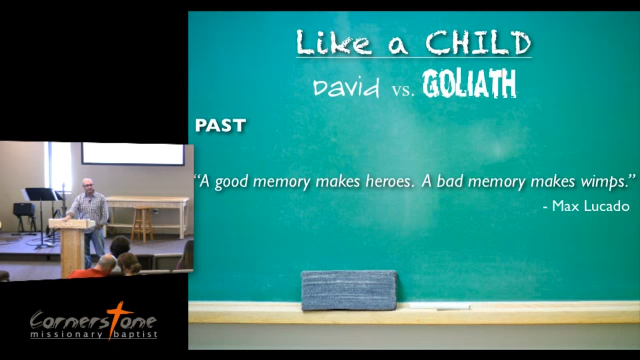 Like a CHILD
David vs. GOLIATH
PAST
“A good memory makes heroes. A bad memory makes wimps.”
- Max Lucado
Cornerstone
missionary baptist